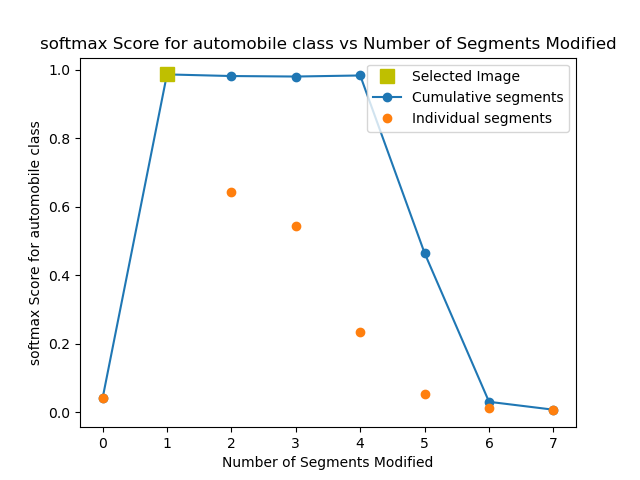 softmax Score for automobile class vs Number of Segments Modified
Selected Image
Cumulative segments
Individual segments
softmax Score for automobile class
1.0
0.8
0.6
0.4
0.2
0.0
0 1 2 3 4 5 6 7
Number of Segments Modified